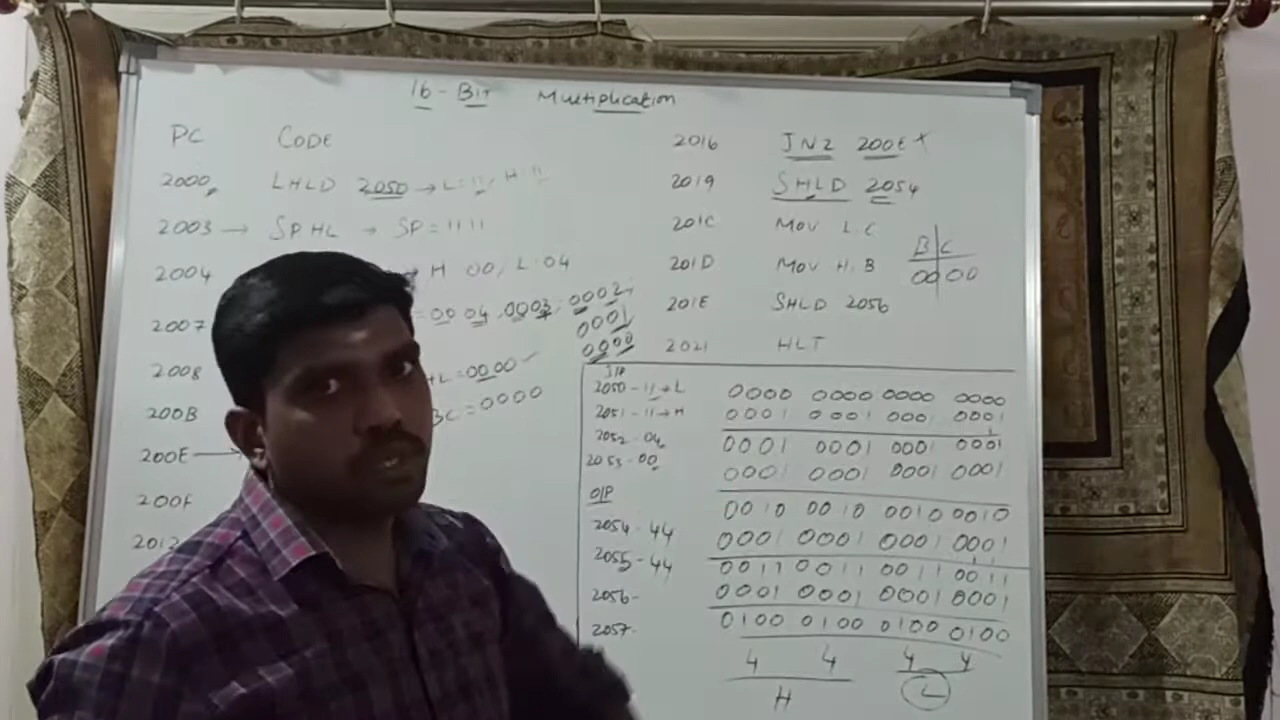 16-BIT Multiplication
PC CODE
2000 LHLD 2050 → L=11, H=11
2003 → SPHL → SP=1111
2004 H 00, L 04
2007 =0004, 0003, 0002,
0001
0000
2008 L=0000
200B BC=0000
200E →
200F
2012
2016 JNZ 200E x
2019 SHLD 2054
201C MOV L.C
201D MOV H.B
B C
00 00
201E SHLD 2056
2021 HLT
I/P
2050-11→L
2051-11→H
2052-04
2053-00
O/P
2054-44
2055-44
2056-
2057-
0000 0000 0000 0000
0001 0001 0001 0001
0001 0001 0001 0001
0001 0001 0001 0001
0010 0010 0010 0010
0001 0001 0001 0001
0011 0011 0011 0011
0001 0001 0001 0001
0100 0100 0100 0100
4 4 4 4
H L